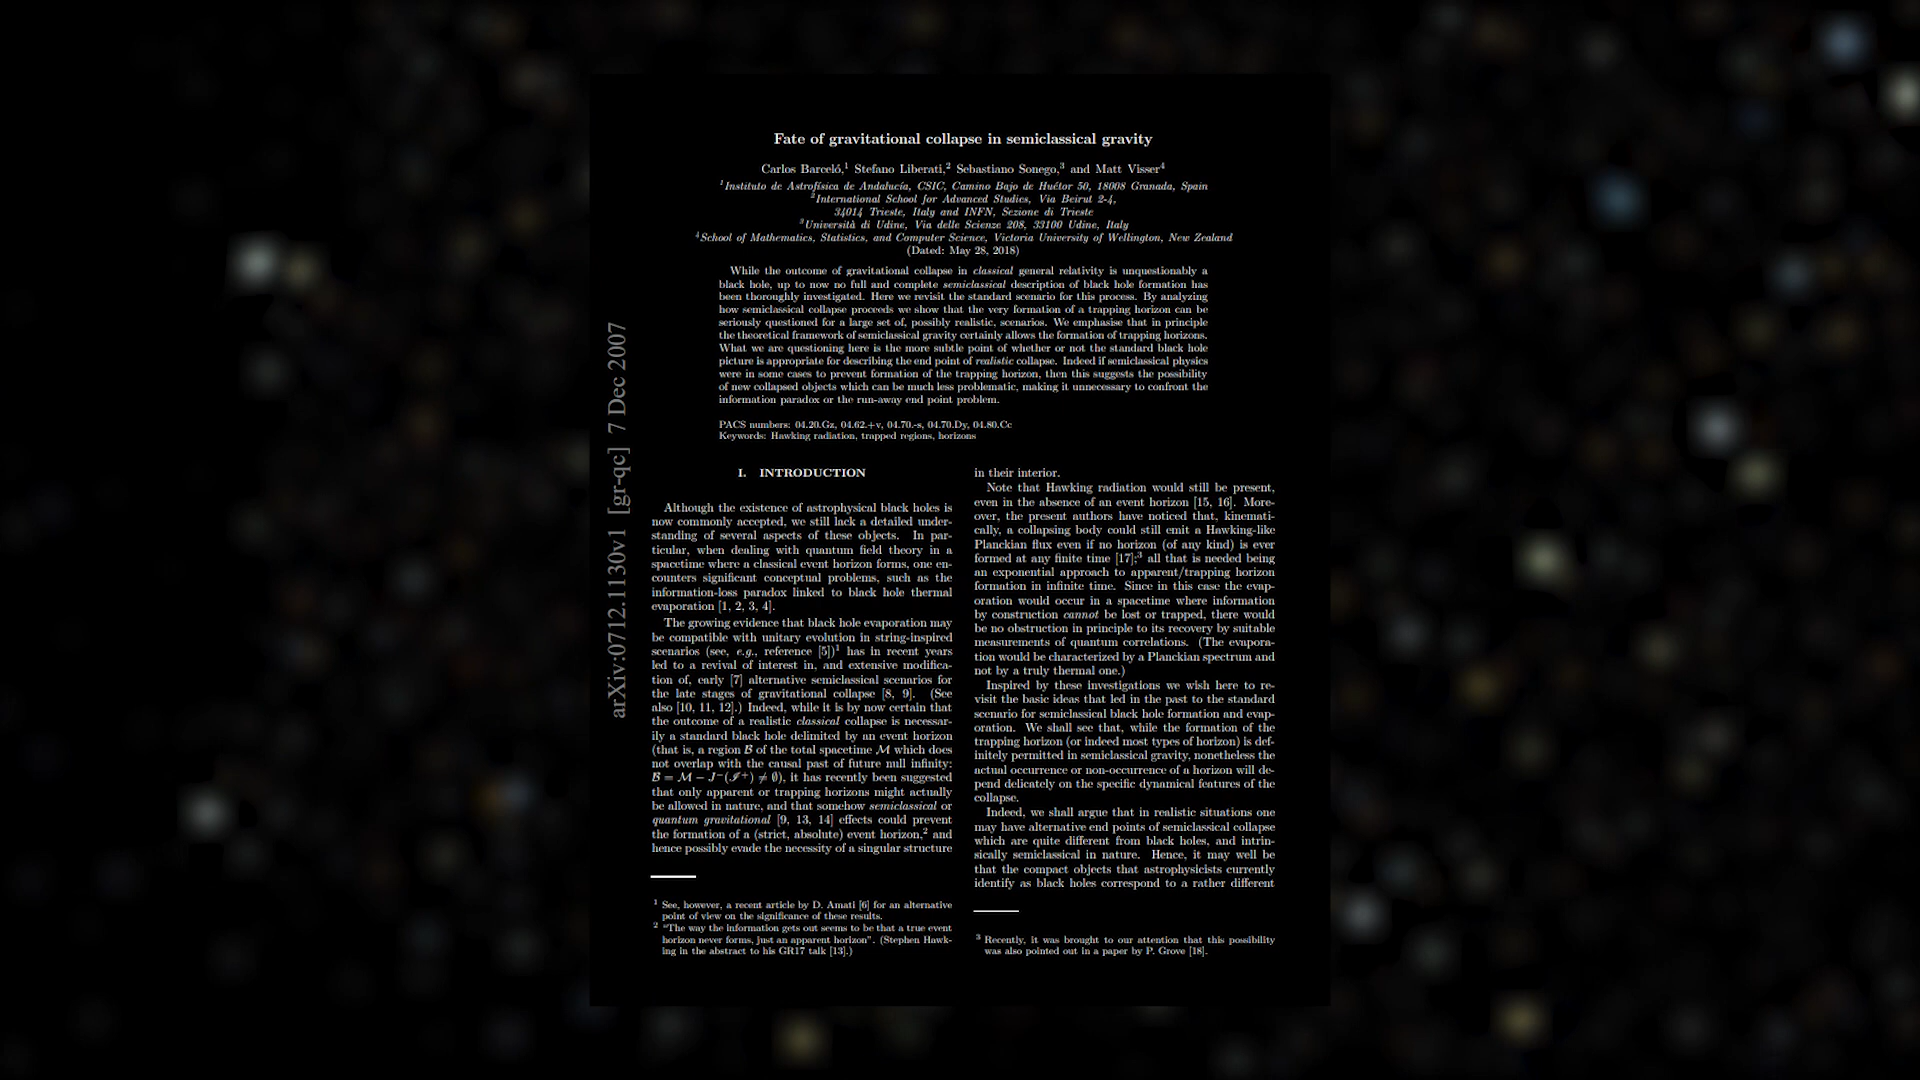 Fate of gravitational collapse in semiclassical gravity
Carlos Barceló,¹ Stefano Liberati,² Sebastiano Sonego,³ and Matt Visser⁴
¹Instituto de Astrofísica de Andalucía, CSIC, Camino Bajo de Huétor 50, 18008 Granada, Spain
²International School for Advanced Studies, Via Beirut 2-4,
34014 Trieste, Italy and INFN, Sezione di Trieste
³Università di Udine, Via delle Scienze 208, 33100 Udine, Italy
⁴School of Mathematics, Statistics, and Computer Science, Victoria University of Wellington, New Zealand
(Dated: May 28, 2018)
While the outcome of gravitational collapse in classical general relativity is unquestionably a
black hole, up to now no full and complete semiclassical description of black hole formation has
been thoroughly investigated. Here we revisit the standard scenario for this process. By analyzing
how semiclassical collapse proceeds we show that the very formation of a trapping horizon can be
seriously questioned for a large set of, possibly realistic, scenarios. We emphasise that in principle
the theoretical framework of semiclassical gravity certainly allows the formation of trapping horizons.
What we are questioning here is the more subtle point of whether or not the standard black hole
picture is appropriate for describing the end point of realistic collapse. Indeed if semiclassical physics
were in some cases to prevent formation of the trapping horizon, then this suggests the possibility
of new collapsed objects which can be much less problematic, making it unnecessary to confront the
information paradox or the run-away end point problem.
PACS numbers: 04.20.Gz, 04.62.+v, 04.70.-s, 04.70.Dy, 04.80.Cc
Keywords: Hawking radiation, trapped regions, horizons
arXiv:0712.1130v1 [gr-qc] 7 Dec 2007
I. INTRODUCTION
Although the existence of astrophysical black holes is
now commonly accepted, we still lack a detailed under-
standing of several aspects of these objects. In par-
ticular, when dealing with quantum field theory in a
spacetime where a classical event horizon forms, one en-
counters significant conceptual problems, such as the
information-loss paradox linked to black hole thermal
evaporation [1, 2, 3, 4].
The growing evidence that black hole evaporation may
be compatible with unitary evolution in string-inspired
scenarios (see, e.g., reference [5])¹ has in recent years
led to a revival of interest in, and extensive modifica-
tion of, early [7] alternative semiclassical scenarios for
the late stages of gravitational collapse [8, 9]. (See
also [10, 11, 12].) Indeed, while it is by now certain that
the outcome of a realistic classical collapse is necessar-
ily a standard black hole delimited by an event horizon
(that is, a region ℬ of the total spacetime ℳ which does
not overlap with the causal past of future null infinity:
ℬ = ℳ − J⁻(ℐ⁺) ≠ ∅), it has recently been suggested
that only apparent or trapping horizons might actually
be allowed in nature, and that somehow semiclassical or
quantum gravitational [9, 13, 14] effects could prevent
the formation of a (strict, absolute) event horizon,² and
hence possibly evade the necessity of a singular structure
¹ See, however, a recent article by D. Amati [6] for an alternative
point of view on the significance of these results.
² “The way the information gets out seems to be that a true event
horizon never forms, just an apparent horizon”. (Stephen Hawk-
ing in the abstract to his GR17 talk [13].)
in their interior.
Note that Hawking radiation would still be present,
even in the absence of an event horizon [15, 16]. More-
over, the present authors have noticed that, kinemati-
cally, a collapsing body could still emit a Hawking-like
Planckian flux even if no horizon (of any kind) is ever
formed at any finite time [17];³ all that is needed being
an exponential approach to apparent/trapping horizon
formation in infinite time. Since in this case the evap-
oration would occur in a spacetime where information
by construction cannot be lost or trapped, there would
be no obstruction in principle to its recovery by suitable
measurements of quantum correlations. (The evapora-
tion would be characterized by a Planckian spectrum and
not by a truly thermal one.)
Inspired by these investigations we wish here to re-
visit the basic ideas that led in the past to the standard
scenario for semiclassical black hole formation and evap-
oration. We shall see that, while the formation of the
trapping horizon (or indeed most types of horizon) is def-
initely permitted in semiclassical gravity, nonetheless the
actual occurrence or non-occurrence of a horizon will de-
pend delicately on the specific dynamical features of the
collapse.
Indeed, we shall argue that in realistic situations one
may have alternative end points of semiclassical collapse
which are quite different from black holes, and intrin-
sically semiclassical in nature. Hence, it may well be
that the compact objects that astrophysicists currently
identify as black holes correspond to a rather different
³ Recently, it was brought to our attention that this possibility
was also pointed out in a paper by P. Grove [18].